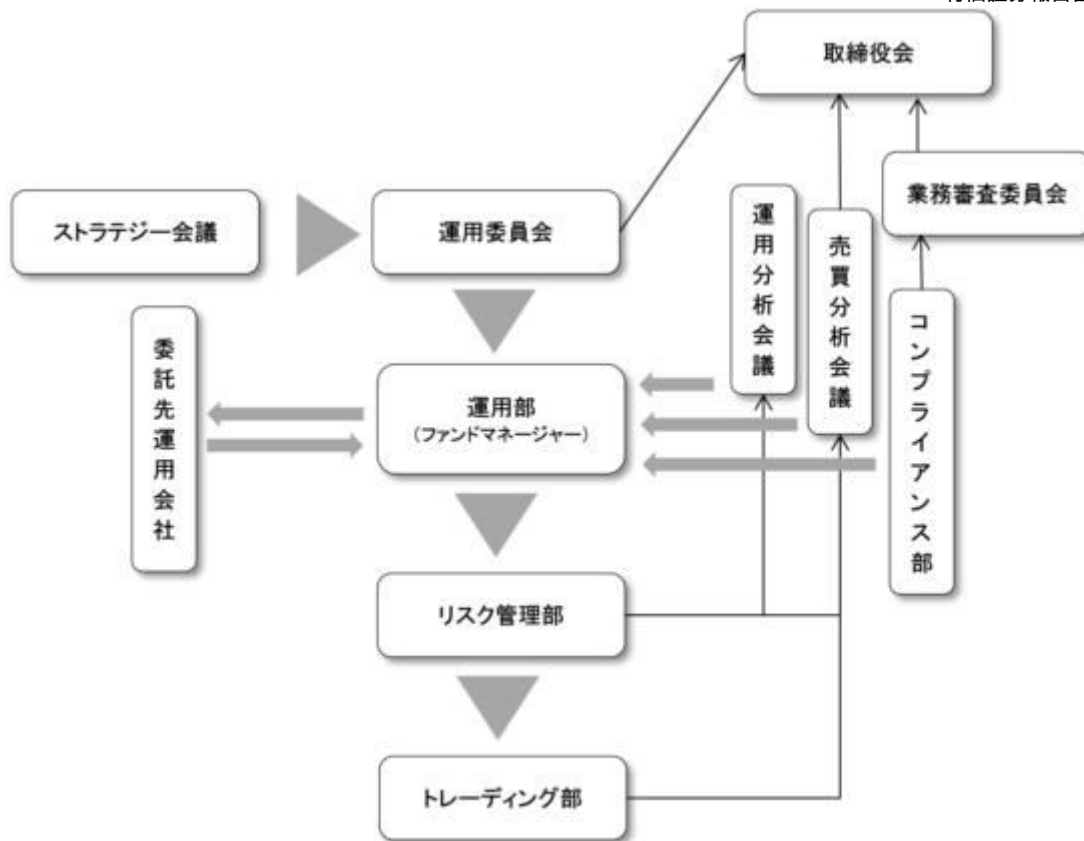 取締役会
業務審査委員会
ストラテジー会議
運用委員会
運用分析会議
売買分析会議
コンプライアンス部
委託先運用会社
運用部
(ファンドマネージャー)
リスク管理部
トレーディング部